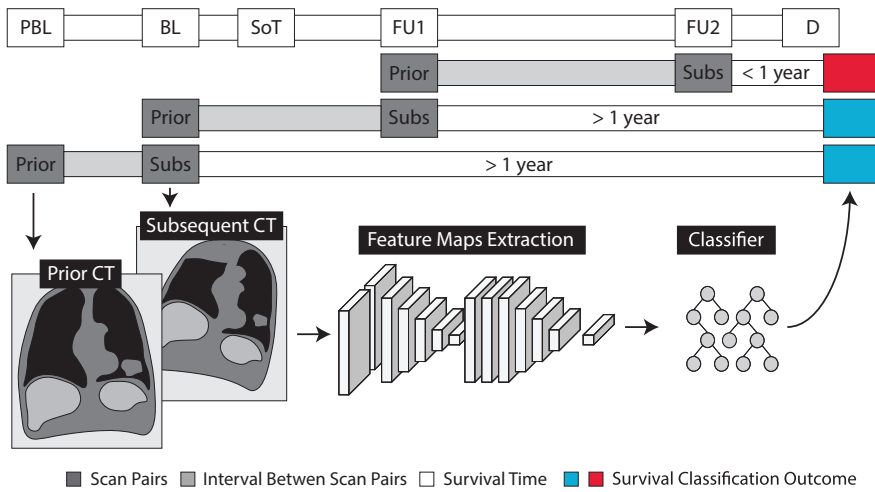 PBL BL SoT FU1 FU2 D
Prior Subs < 1 year
Prior Subs > 1 year
Prior Subs > 1 year
Subsequent CT
Prior CT
Feature Maps Extraction
Classifier
Scan Pairs Interval Betwen Scan Pairs Survival Time Survival Classification Outcome